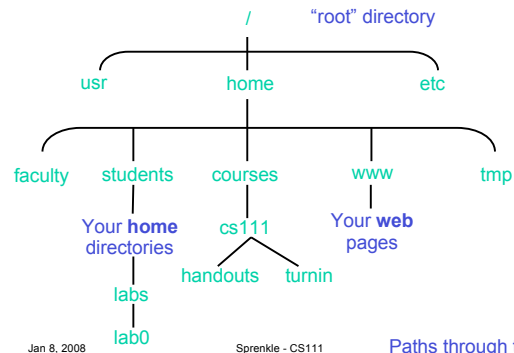 / “root” directory
usr home etc
faculty students courses www tmp
Your home cs111 Your web
directories pages
handouts turnin
labs
lab0
Jan 8, 2008 Sprenkle - CS111 Paths through